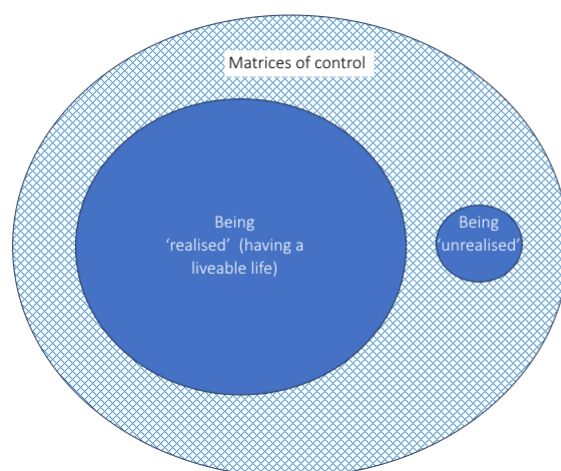 Matrices of control
Being
‘realised’ (having a
liveable life)
Being
‘unrealised’